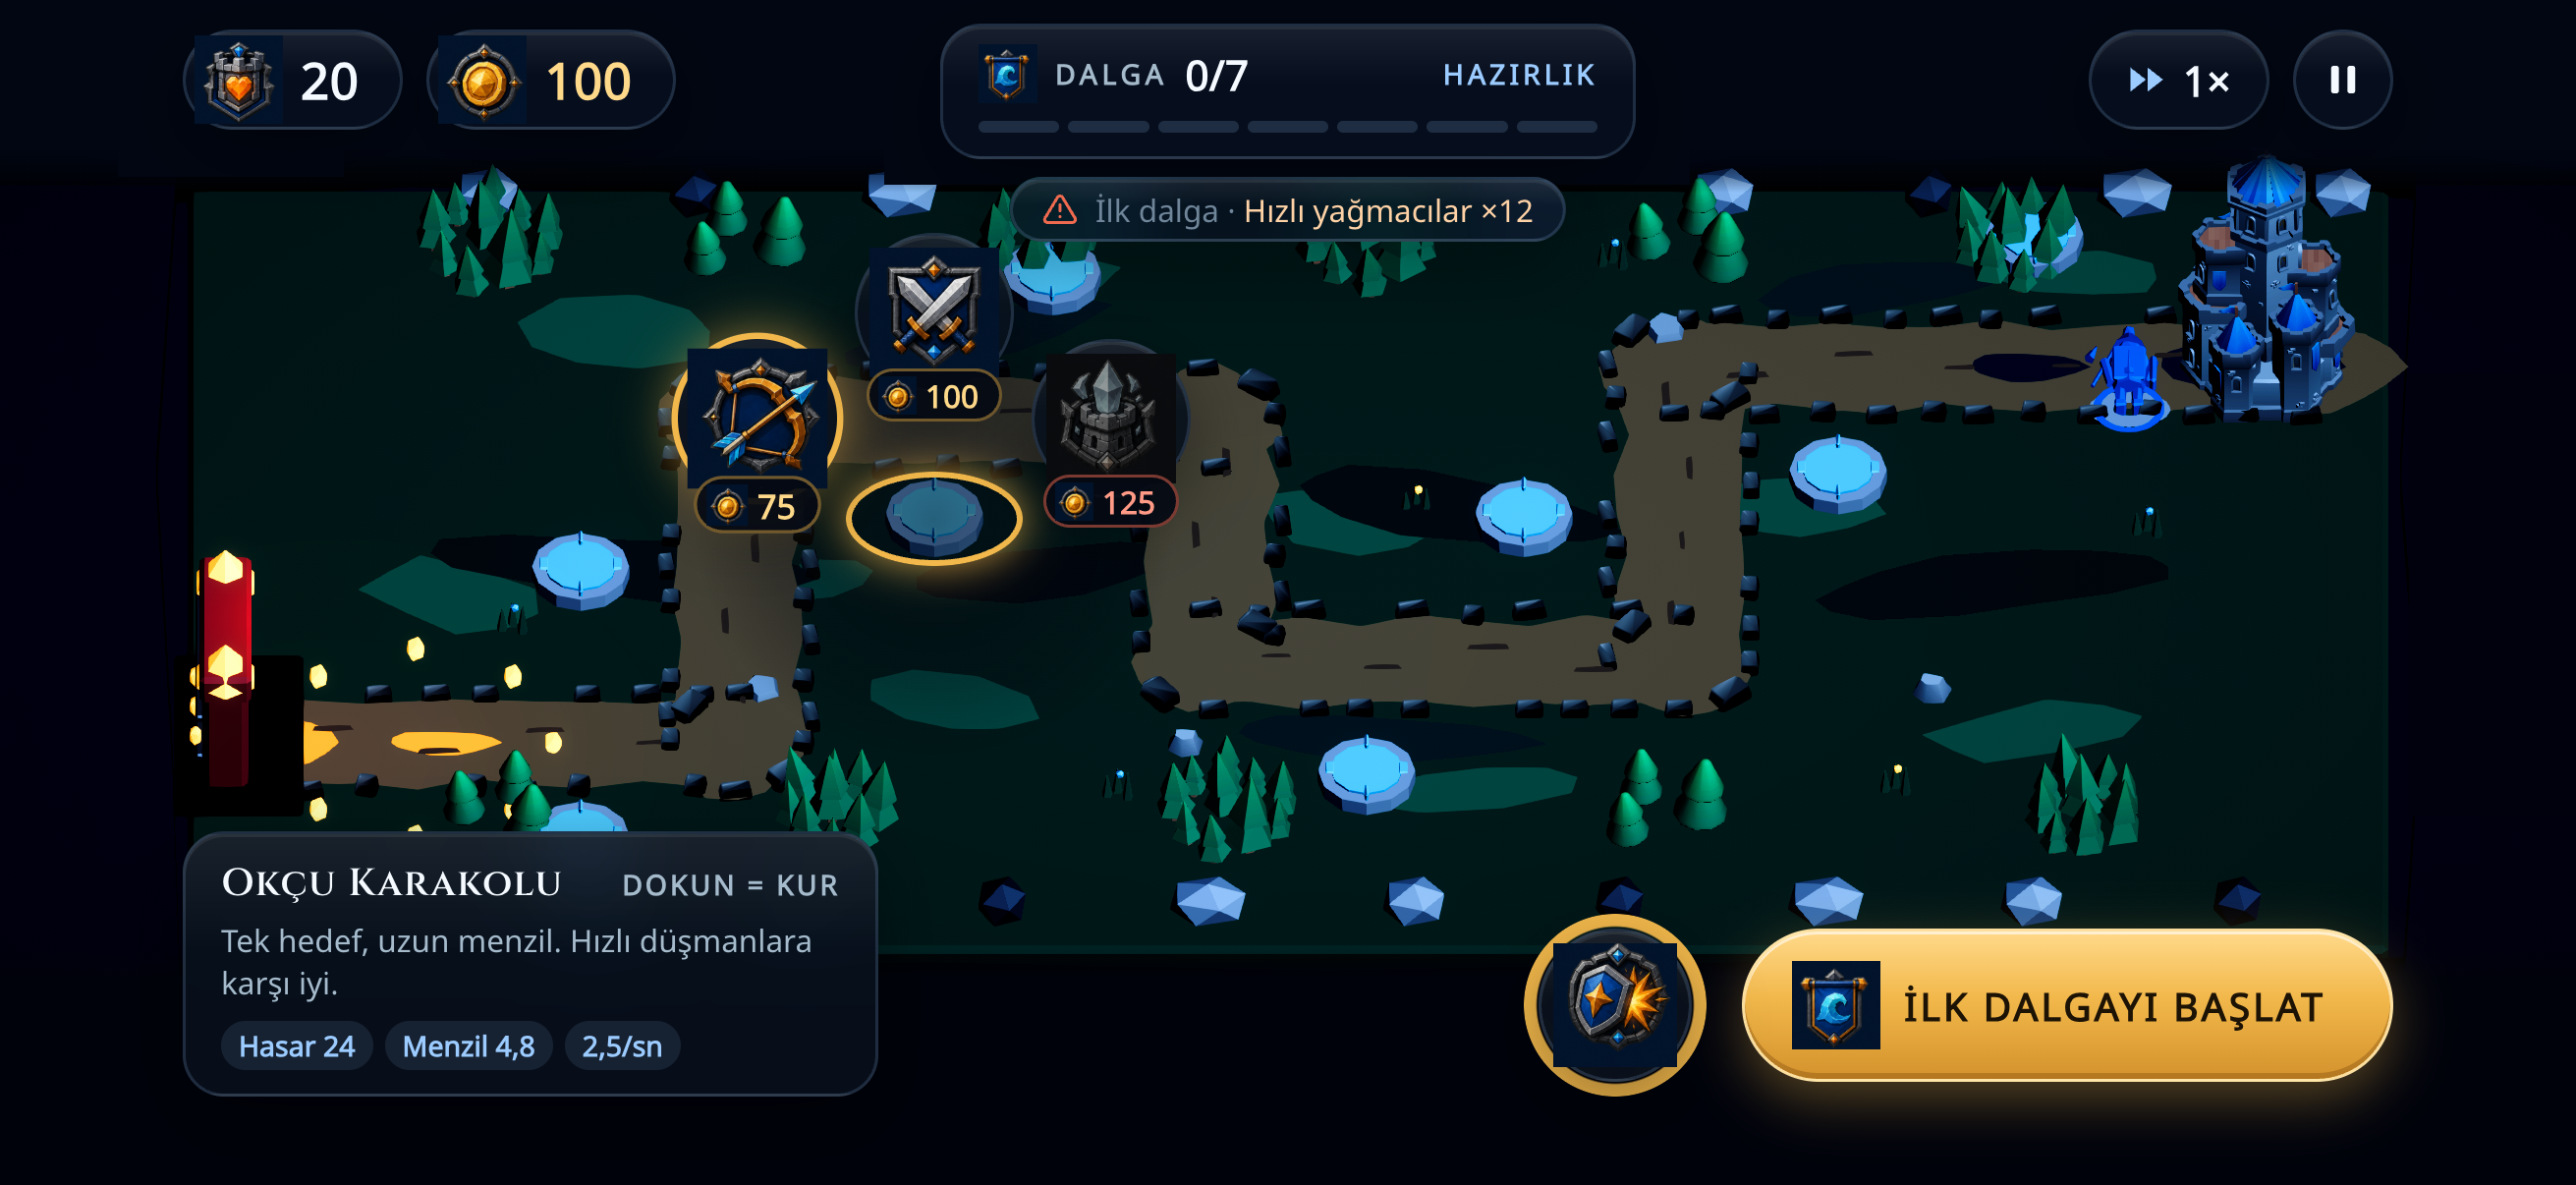 20
100
DALGA 0/7 HAZIRLIK
1×
İlk dalga · Hızlı yağmacılar ×12
100
75
125
OKÇU KARAKOLU DOKUN = KUR
Tek hedef, uzun menzil. Hızlı düşmanlara
karşı iyi.
Hasar 24 Menzil 4,8 2,5/sn
İLK DALGAYI BAŞLAT